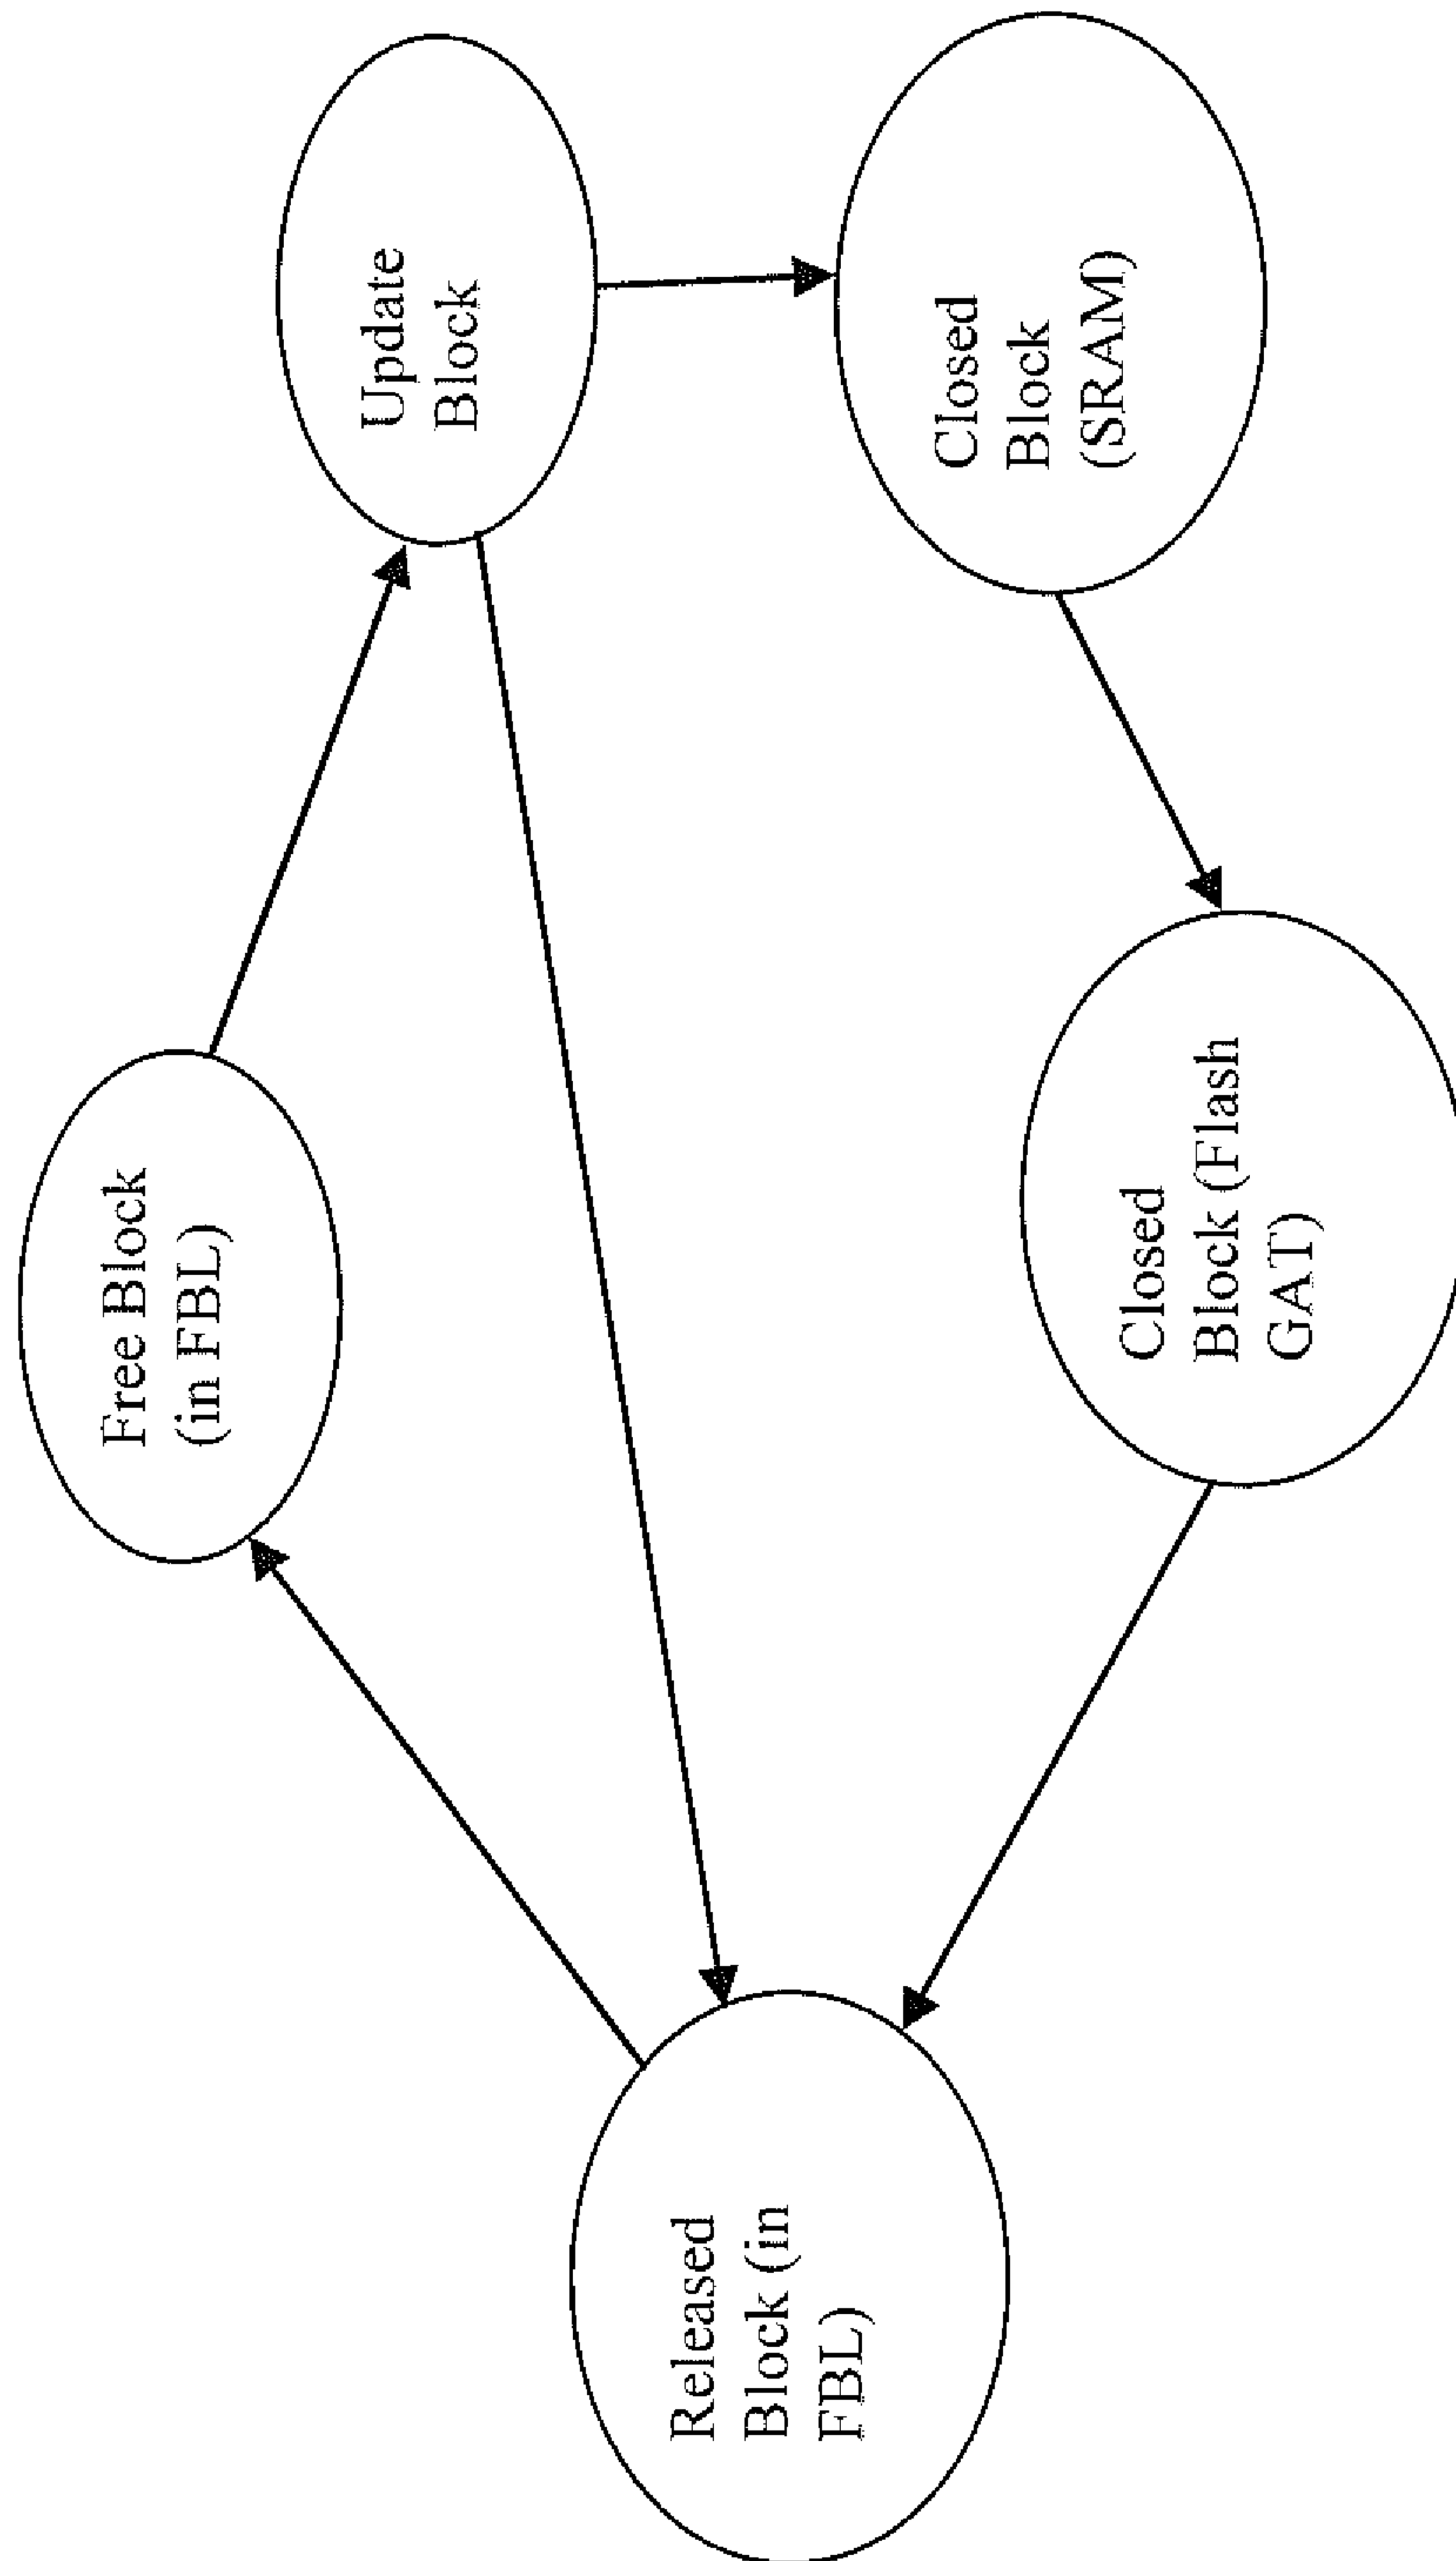 Free Block
(in FBL)
Update
Block
Released
Block (in
FBL)
Closed
Block (Flash
GAT)
Closed
Block
(SRAM)